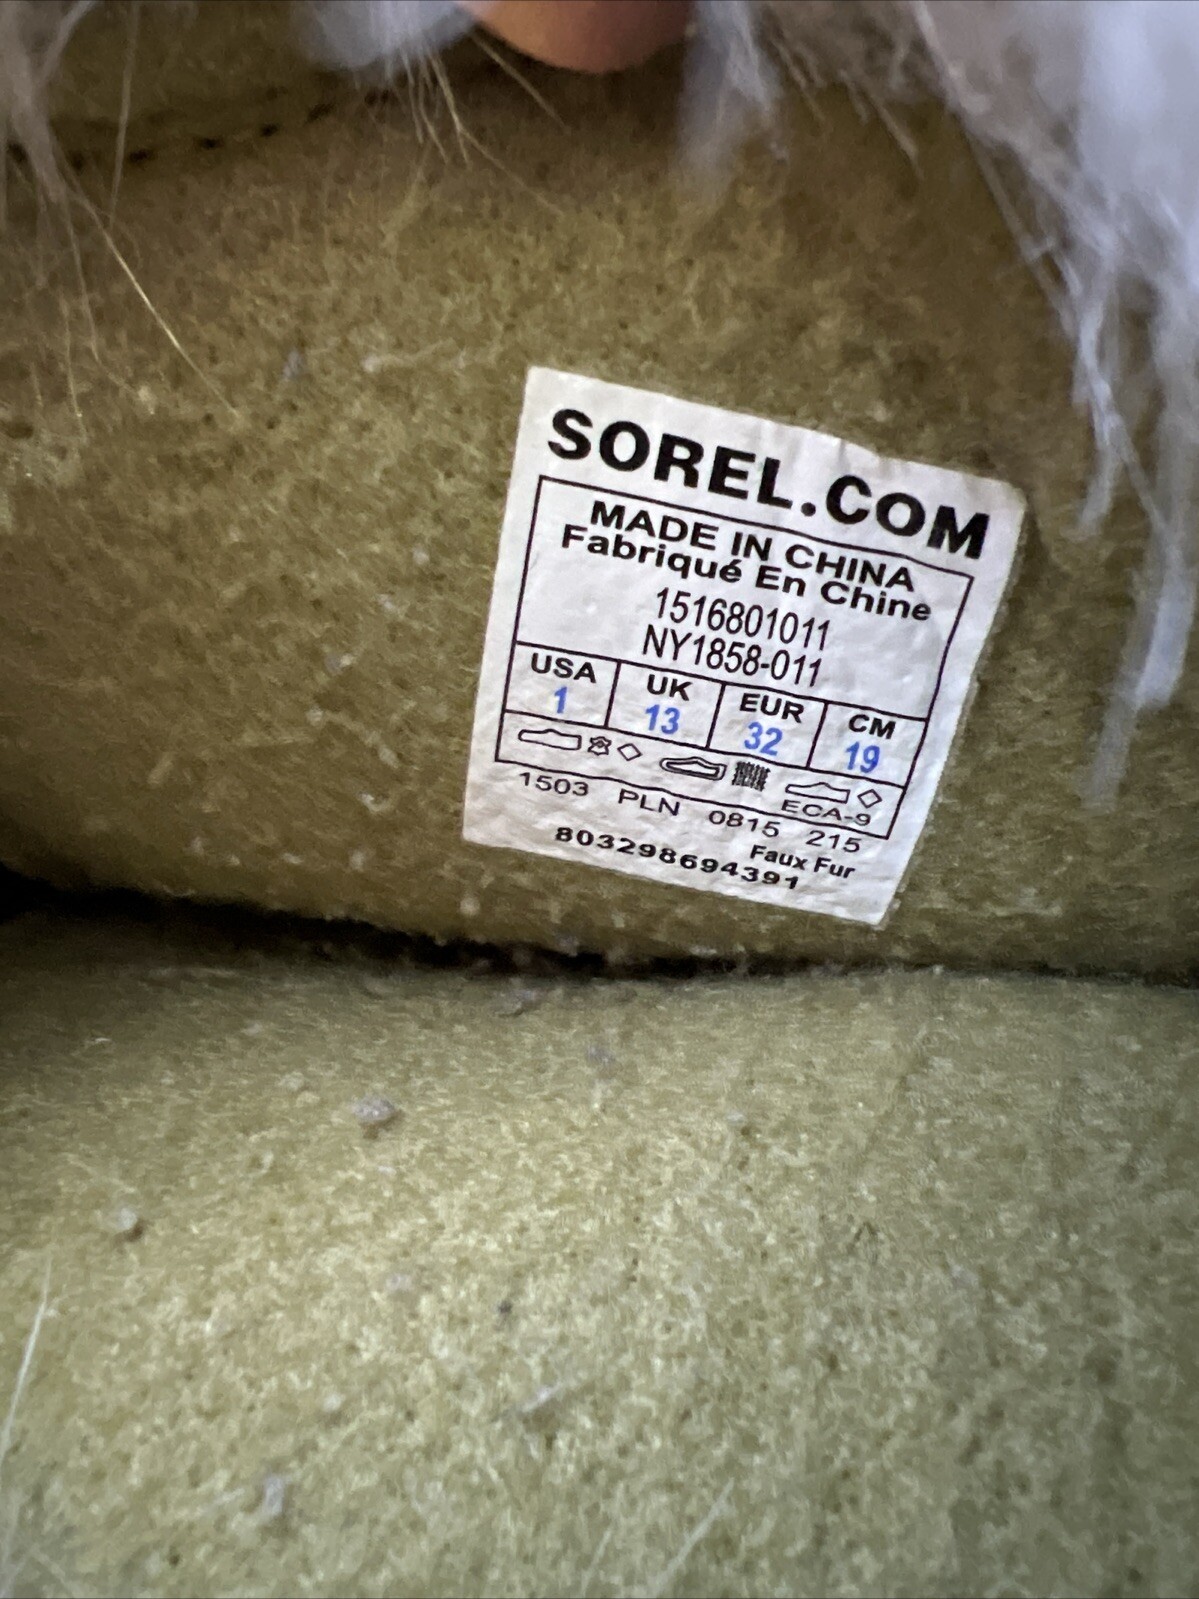 SOREL.COM
MADE IN CHINA
Fabriqué En Chine
1516801011
NY1858-011
USA UK EUR CM
1 13 32 19
ECA-9
1503 PLN 0815 215
Faux Fur
803298694391